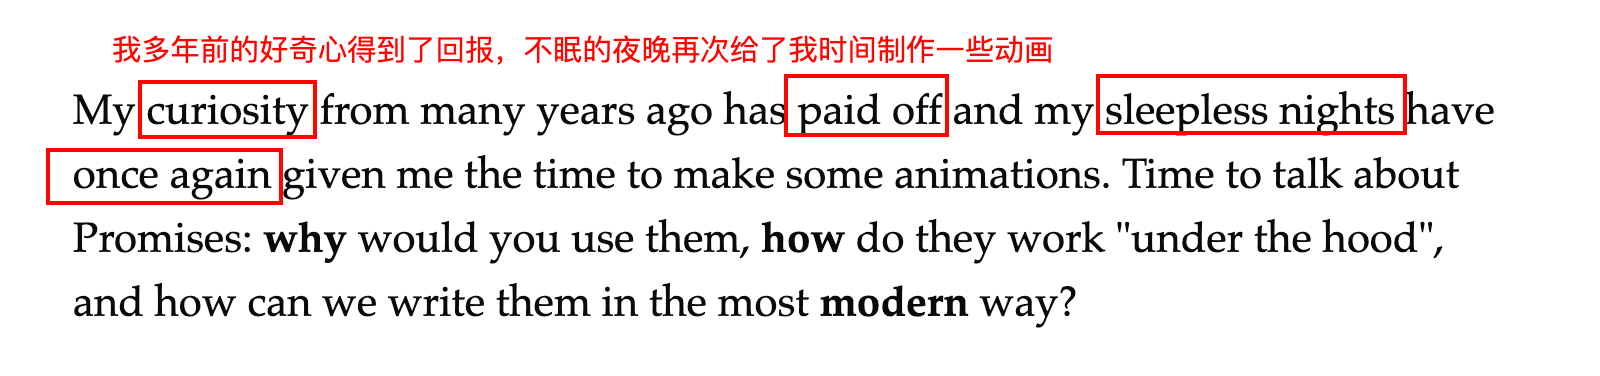 我多年前的好奇心得到了回报，不眠的夜晚再次给了我时间制作一些动画
My curiosity from many years ago has paid off and my sleepless nights have
once again given me the time to make some animations. Time to talk about
Promises: why would you use them, how do they work "under the hood",
and how can we write them in the most modern way?